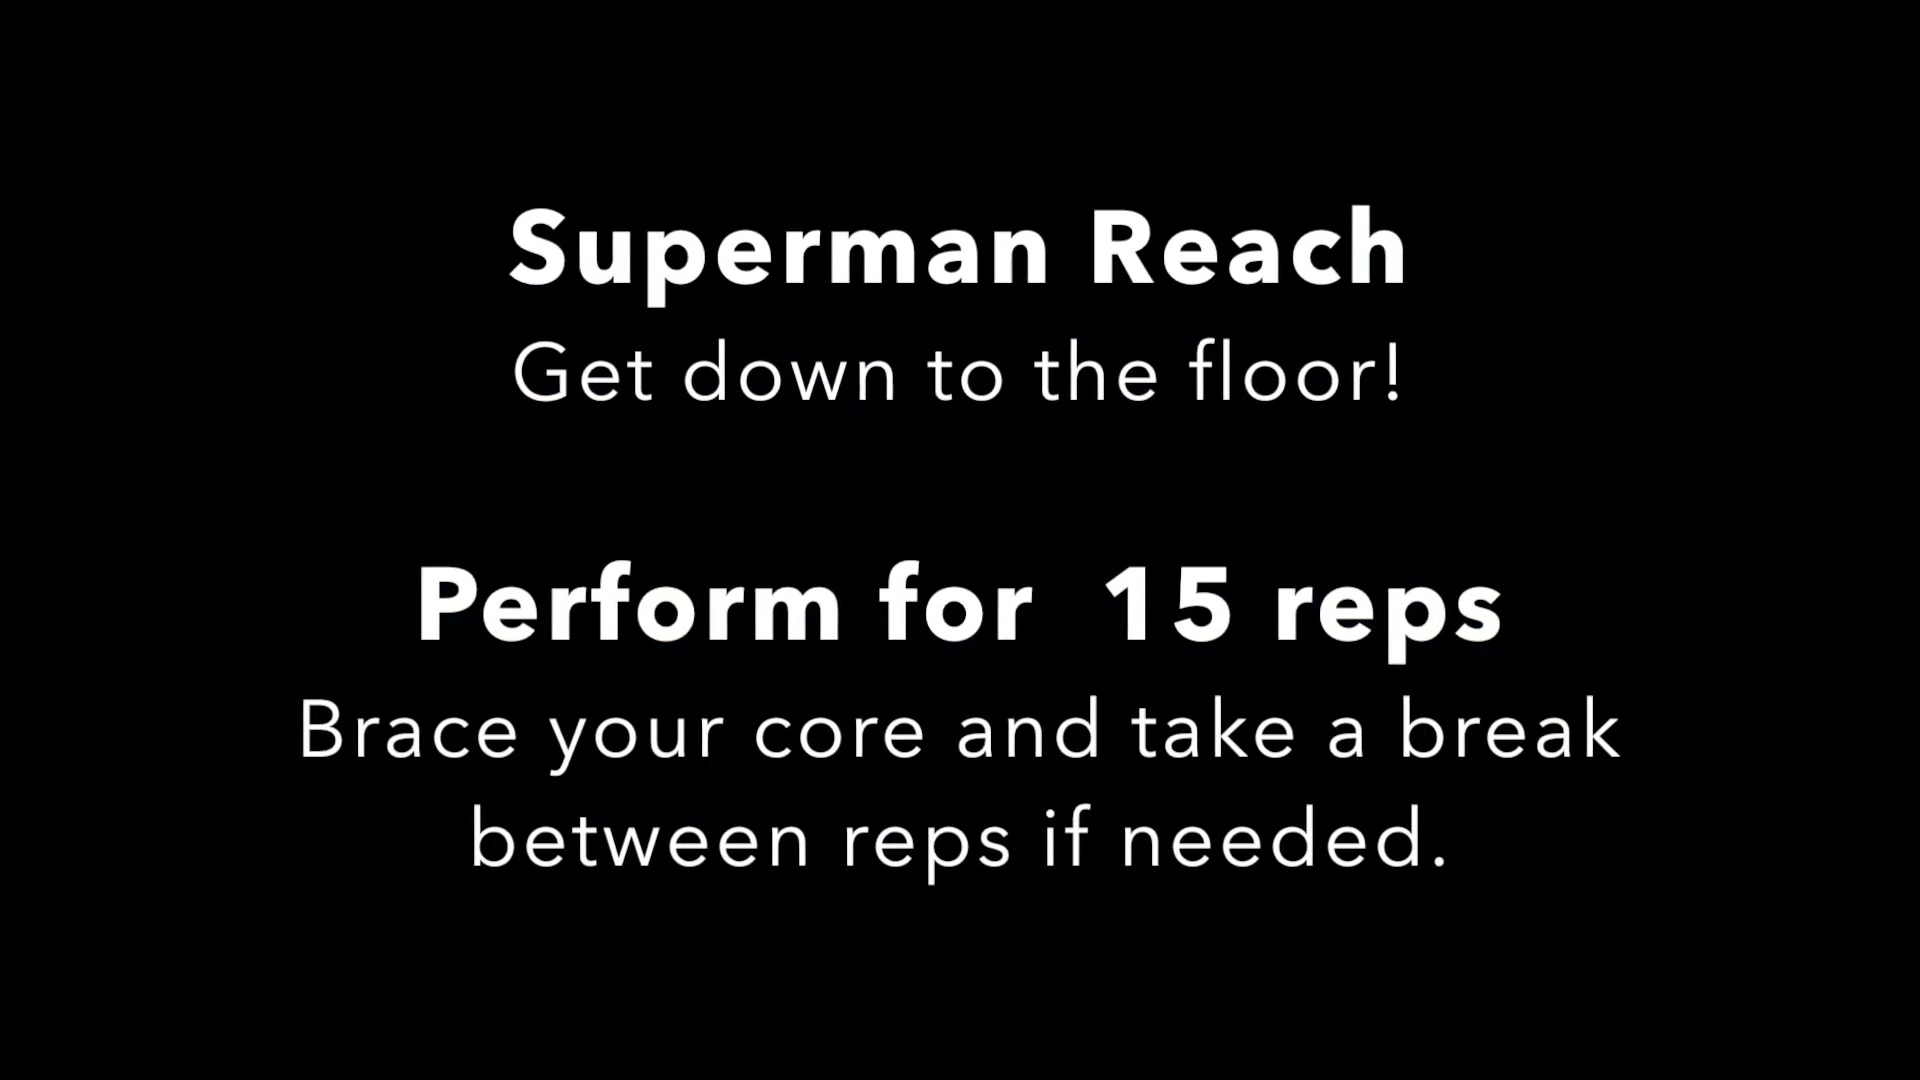 Superman Reach
Get down to the floor!
Perform for  15 reps
Brace your core and take a break
between reps if needed.